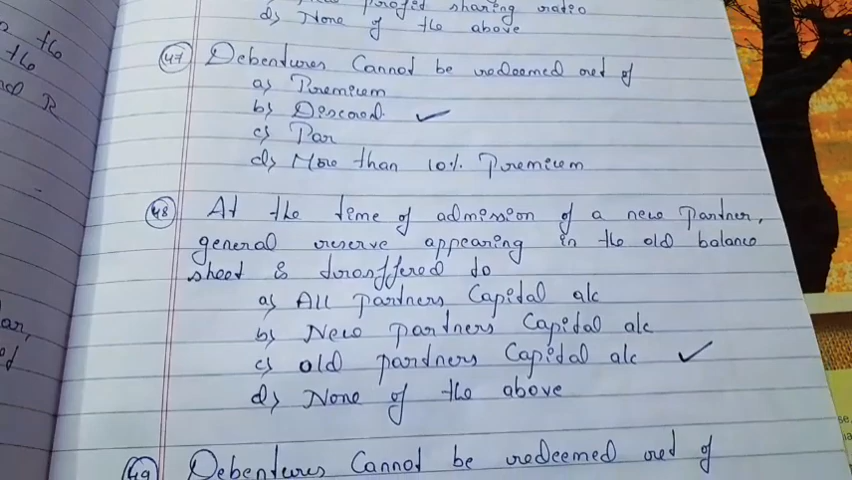 profit sharing ratio
d) None of the above
the
the
47 Debentures Cannot be redeemed out of
a) Premium
b) Discount ✓
c) Par
d) More than 10% Premium
48 At the time of admission of a new Partner,
general reserve appearing in the old balance
sheet is transffered to
a) All partners Capital a/c
b) New partners Capital a/c
c) old partners Capital a/c ✓
d) None of the above
49 Debentures Cannot be redeemed out of